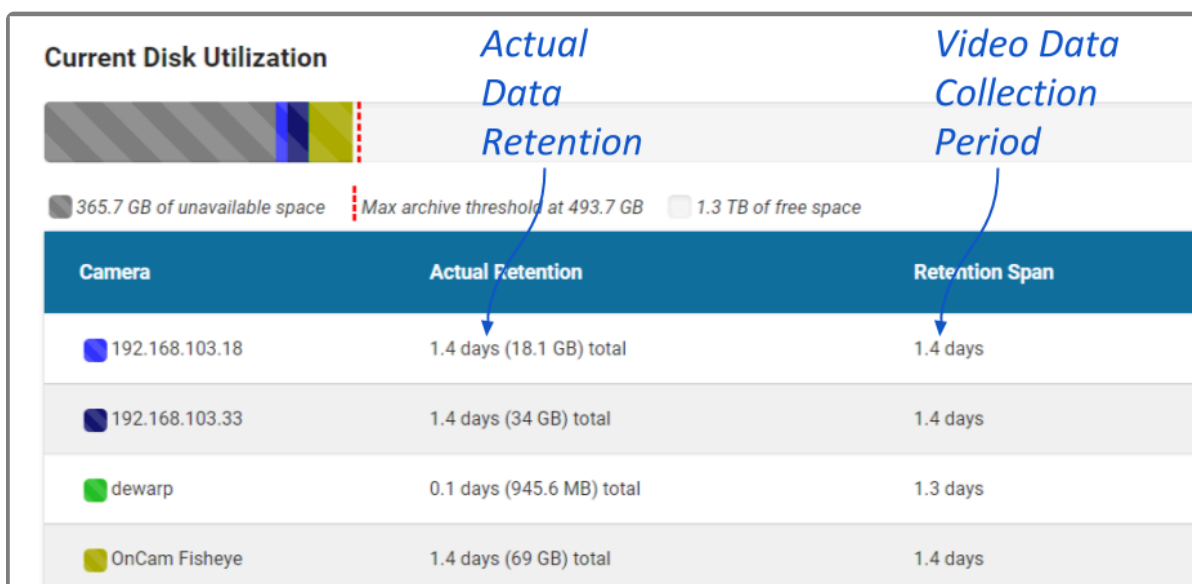 Current Disk Utilization
Actual
Data
Retention
Video Data
Collection
Period
365.7 GB of unavailable space
Max archive threshold at 493.7 GB
1.3 TB of free space
Camera
Actual Retention
Retention Span
192.168.103.18
1.4 days (18.1 GB) total
1.4 days
192.168.103.33
1.4 days (34 GB) total
1.4 days
dewarp
0.1 days (945.6 MB) total
1.3 days
OnCam Fisheye
1.4 days (69 GB) total
1.4 days